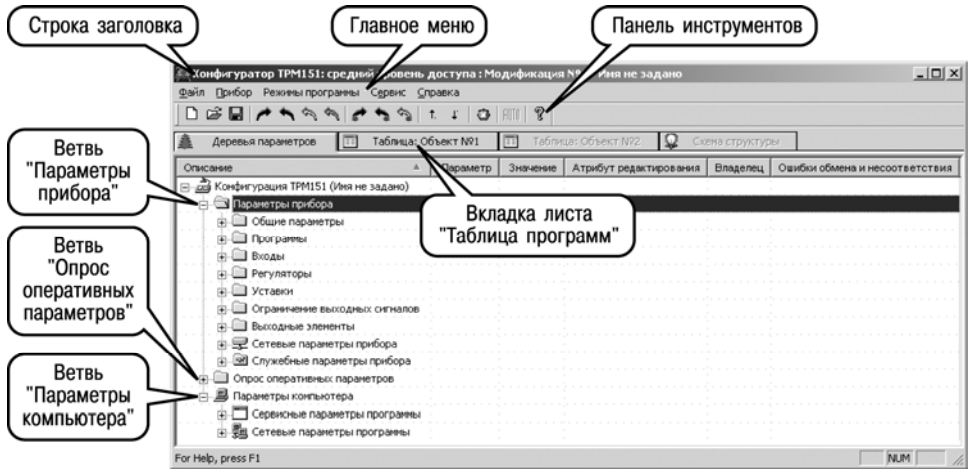 Строка заголовка
Главное меню
Панель инструментов
Конфигуратор ТРМ151: средний уровень доступа : Модификация № Имя не задано
Файл Прибор Режимы программы Сервис Справка
Деревья параметров
Таблица: Объект №1
Таблица: Объект №2
Схема структуры
Описание Параметр Значение Атрибут редактирования Владелец Ошибки обмена и несоответствия
Конфигурация ТРМ151 (Имя не задано)
Параметры прибора
Общие параметры
Программы
Входы
Регуляторы
Уставки
Ограничение выходных сигналов
Выходные элементы
Сетевые параметры прибора
Служебные параметры прибора
Опрос оперативных параметров
Параметры компьютера
Сервисные параметры программы
Сетевые параметры программы
For Help, press F1
NUM
Ветвь
"Параметры
прибора"
Вкладка листа
"Таблица программ"
Ветвь
"Опрос
оперативных
параметров"
Ветвь
"Параметры
компьютера"